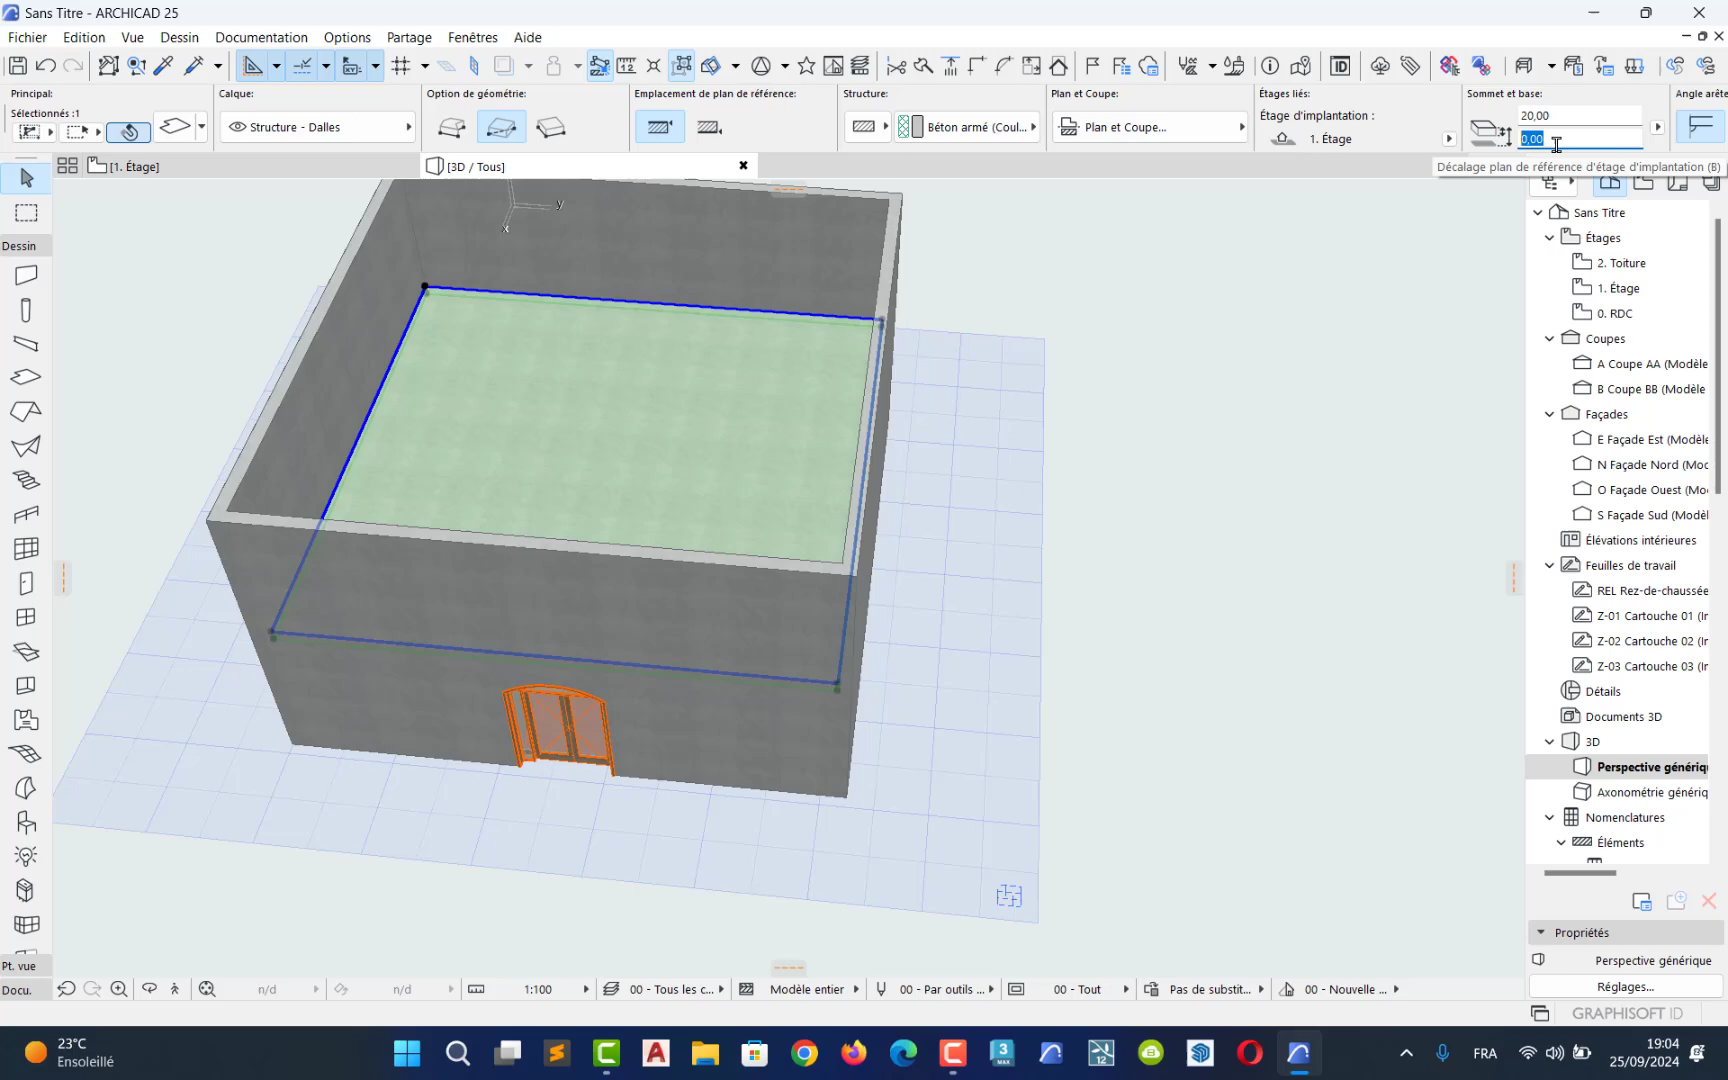 Sans Titre - ARCHICAD 25
Fichier Edition Vue Dessin Documentation Options Partage Fenêtres Aide
Principal: Calque: Option de géométrie: Emplacement de plan de référence: Structure: Plan et Coupe: Étages liés: Sommet et base: Angle arête
Sélectionnés :1
Structure - Dalles
Béton armé (Coul...
Plan et Coupe...
Étage d'implantation :
1. Étage
20,00
0,00
[1. Étage]
[3D / Tous]
Décalage plan de référence d'étage d'implantation (B)
Dessin
Pt. vue
Docu.
y
x
Sans Titre
Étages
2. Toiture
1. Étage
0. RDC
Coupes
A Coupe AA (Modèle
B Coupe BB (Modèle
Façades
E Façade Est (Modèle
N Façade Nord (Moc
O Façade Ouest (Mo
S Façade Sud (Modèl
Élévations intérieures
Feuilles de travail
REL Rez-de-chaussée
Z-01 Cartouche 01 (Ir
Z-02 Cartouche 02 (Ir
Z-03 Cartouche 03 (Ir
Détails
Documents 3D
3D
Perspective génériqu
Axonométrie génériq
Nomenclatures
Éléments
Propriétés
Perspective générique
Réglages...
n/d n/d 1:100 00 - Tous les c... Modèle entier 00 - Par outils ... 00 - Tout Pas de substit... 00 - Nouvelle ...
GRAPHISOFT ID
23°C
Ensoleillé
FRA
19:04
25/09/2024